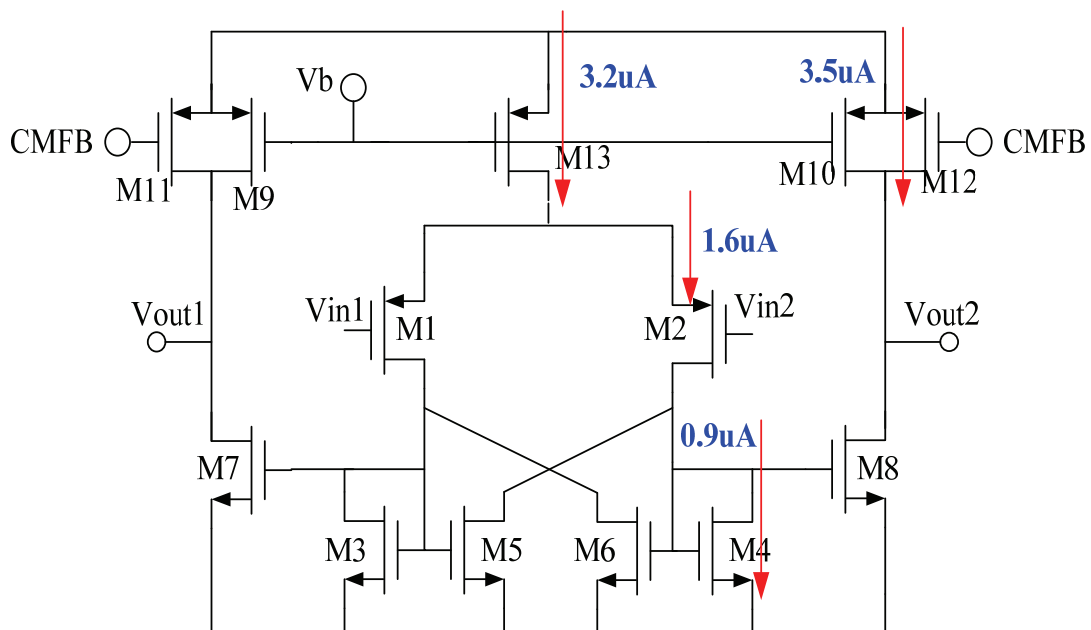 3.2uA
3.5uA
Vb
CMFB
CMFB
M13
M10
M12
M11
M9
1.6uA
Vin1
Vin2
Vout1
M1
M2
Vout2
0.9uA
M7
M8
M3
M5
M6
M4